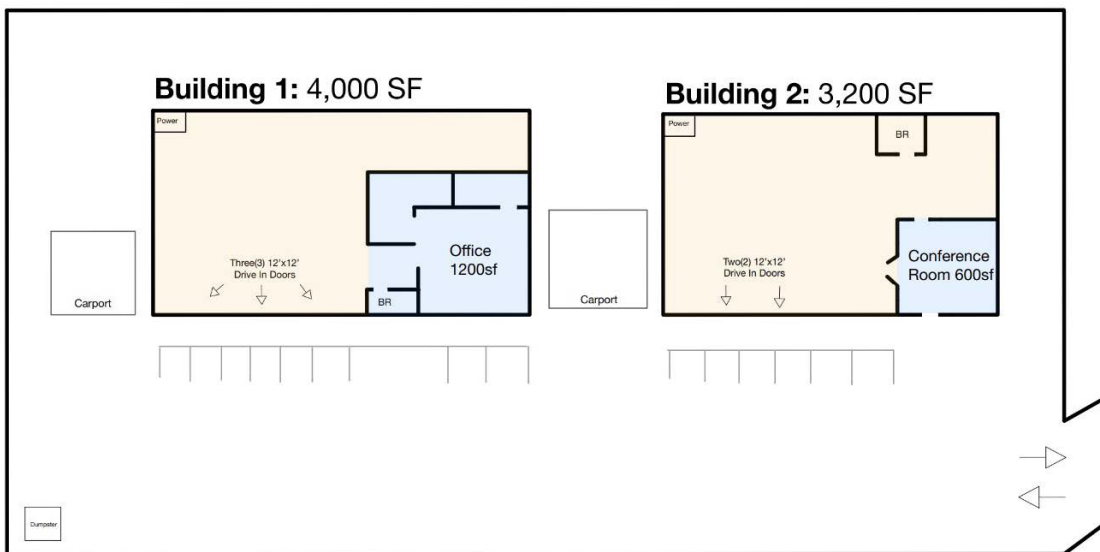 Building 1: 4,000 SF
Building 2: 3,200 SF
Power
Power
BR
Office
1200sf
Conference
Room 600sf
Three(3) 12'x12'
Drive In Doors
Two(2) 12'x12'
Drive In Doors
Carport
BR
Carport
Dumpster